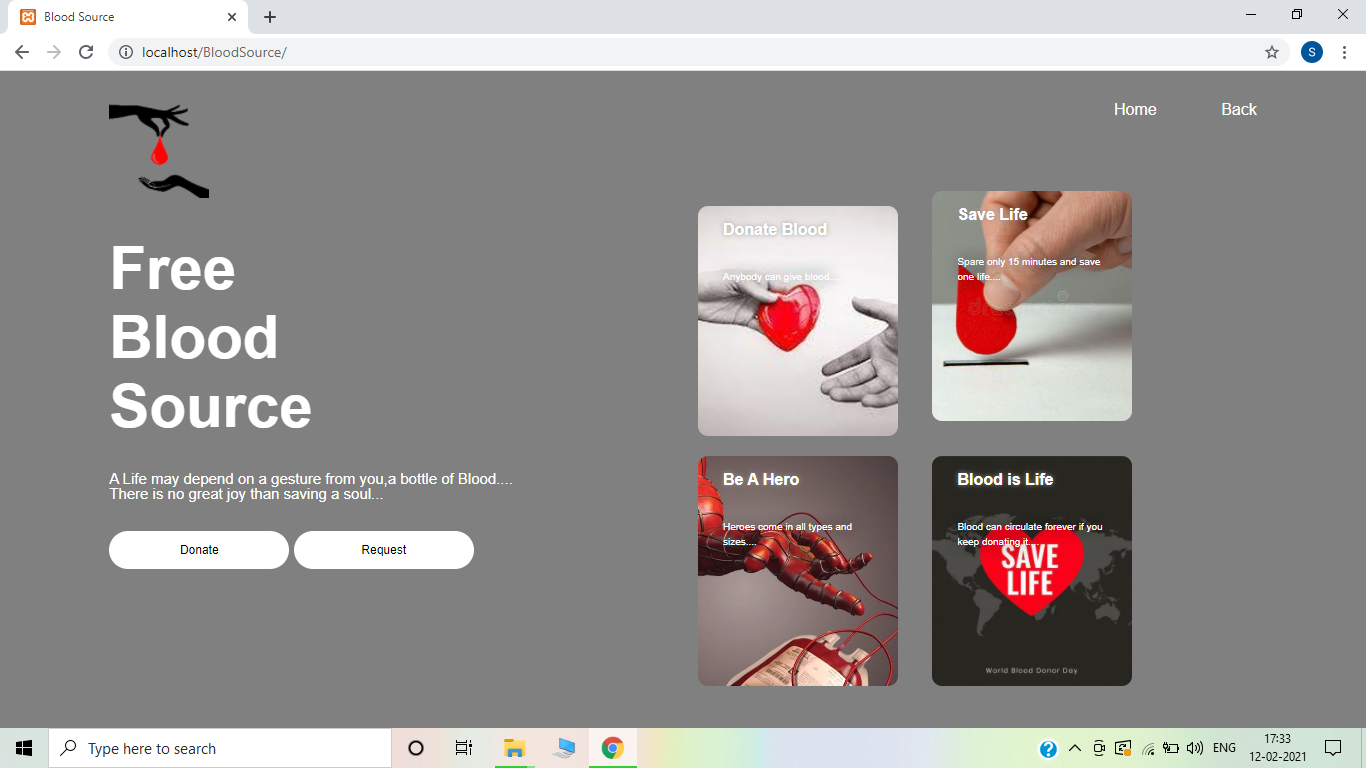 Blood Source
localhost/BloodSource/
S
Home
Back
Free
Blood
Source
A Life may depend on a gesture from you,a bottle of Blood....
There is no great joy than saving a soul...
Donate
Request
Donate Blood
Anybody can give blood....
Save Life
Spare only 15 minutes and save
one life....
Be A Hero
Heroes come in all types and
sizes....
Blood is Life
Blood can circulate forever if you
keep donating it....
SAVE
LIFE
World Blood Donor Day
Type here to search
ENG
17:33
12-02-2021